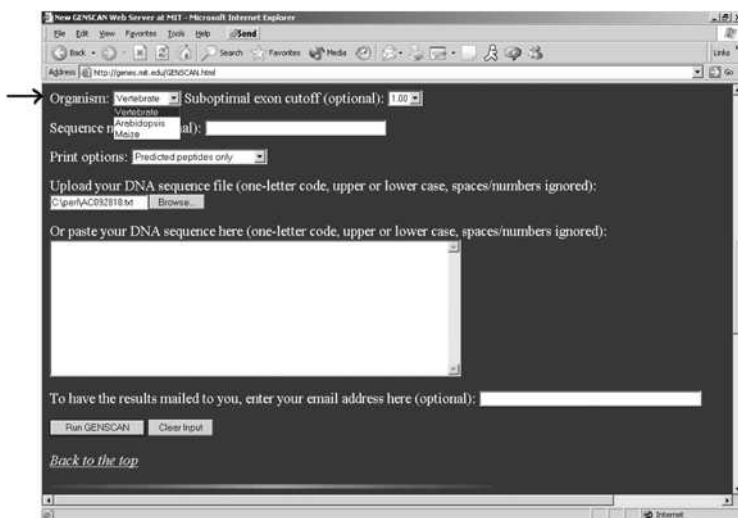 New GENSCAN Web Server at MIT - Microsoft Internet Explorer
File Edit View Favorites Tools Help Send
Back Search Favorites Media Links
Address http://genes.mit.edu/GENSCAN.html Go
Organism: Vertebrate Suboptimal exon cutoff (optional): 1.00
Vertebrate
Arabidopsis
Maize
Sequence n al):
Print options: Predicted peptides only
Upload your DNA sequence file (one-letter code, upper or lower case, spaces/numbers ignored):
C:\perl\AC092818.txt Browse...
Or paste your DNA sequence here (one-letter code, upper or lower case, spaces/numbers ignored):
To have the results mailed to you, enter your email address here (optional):
Run GENSCAN Clear Input
Back to the top
Internet